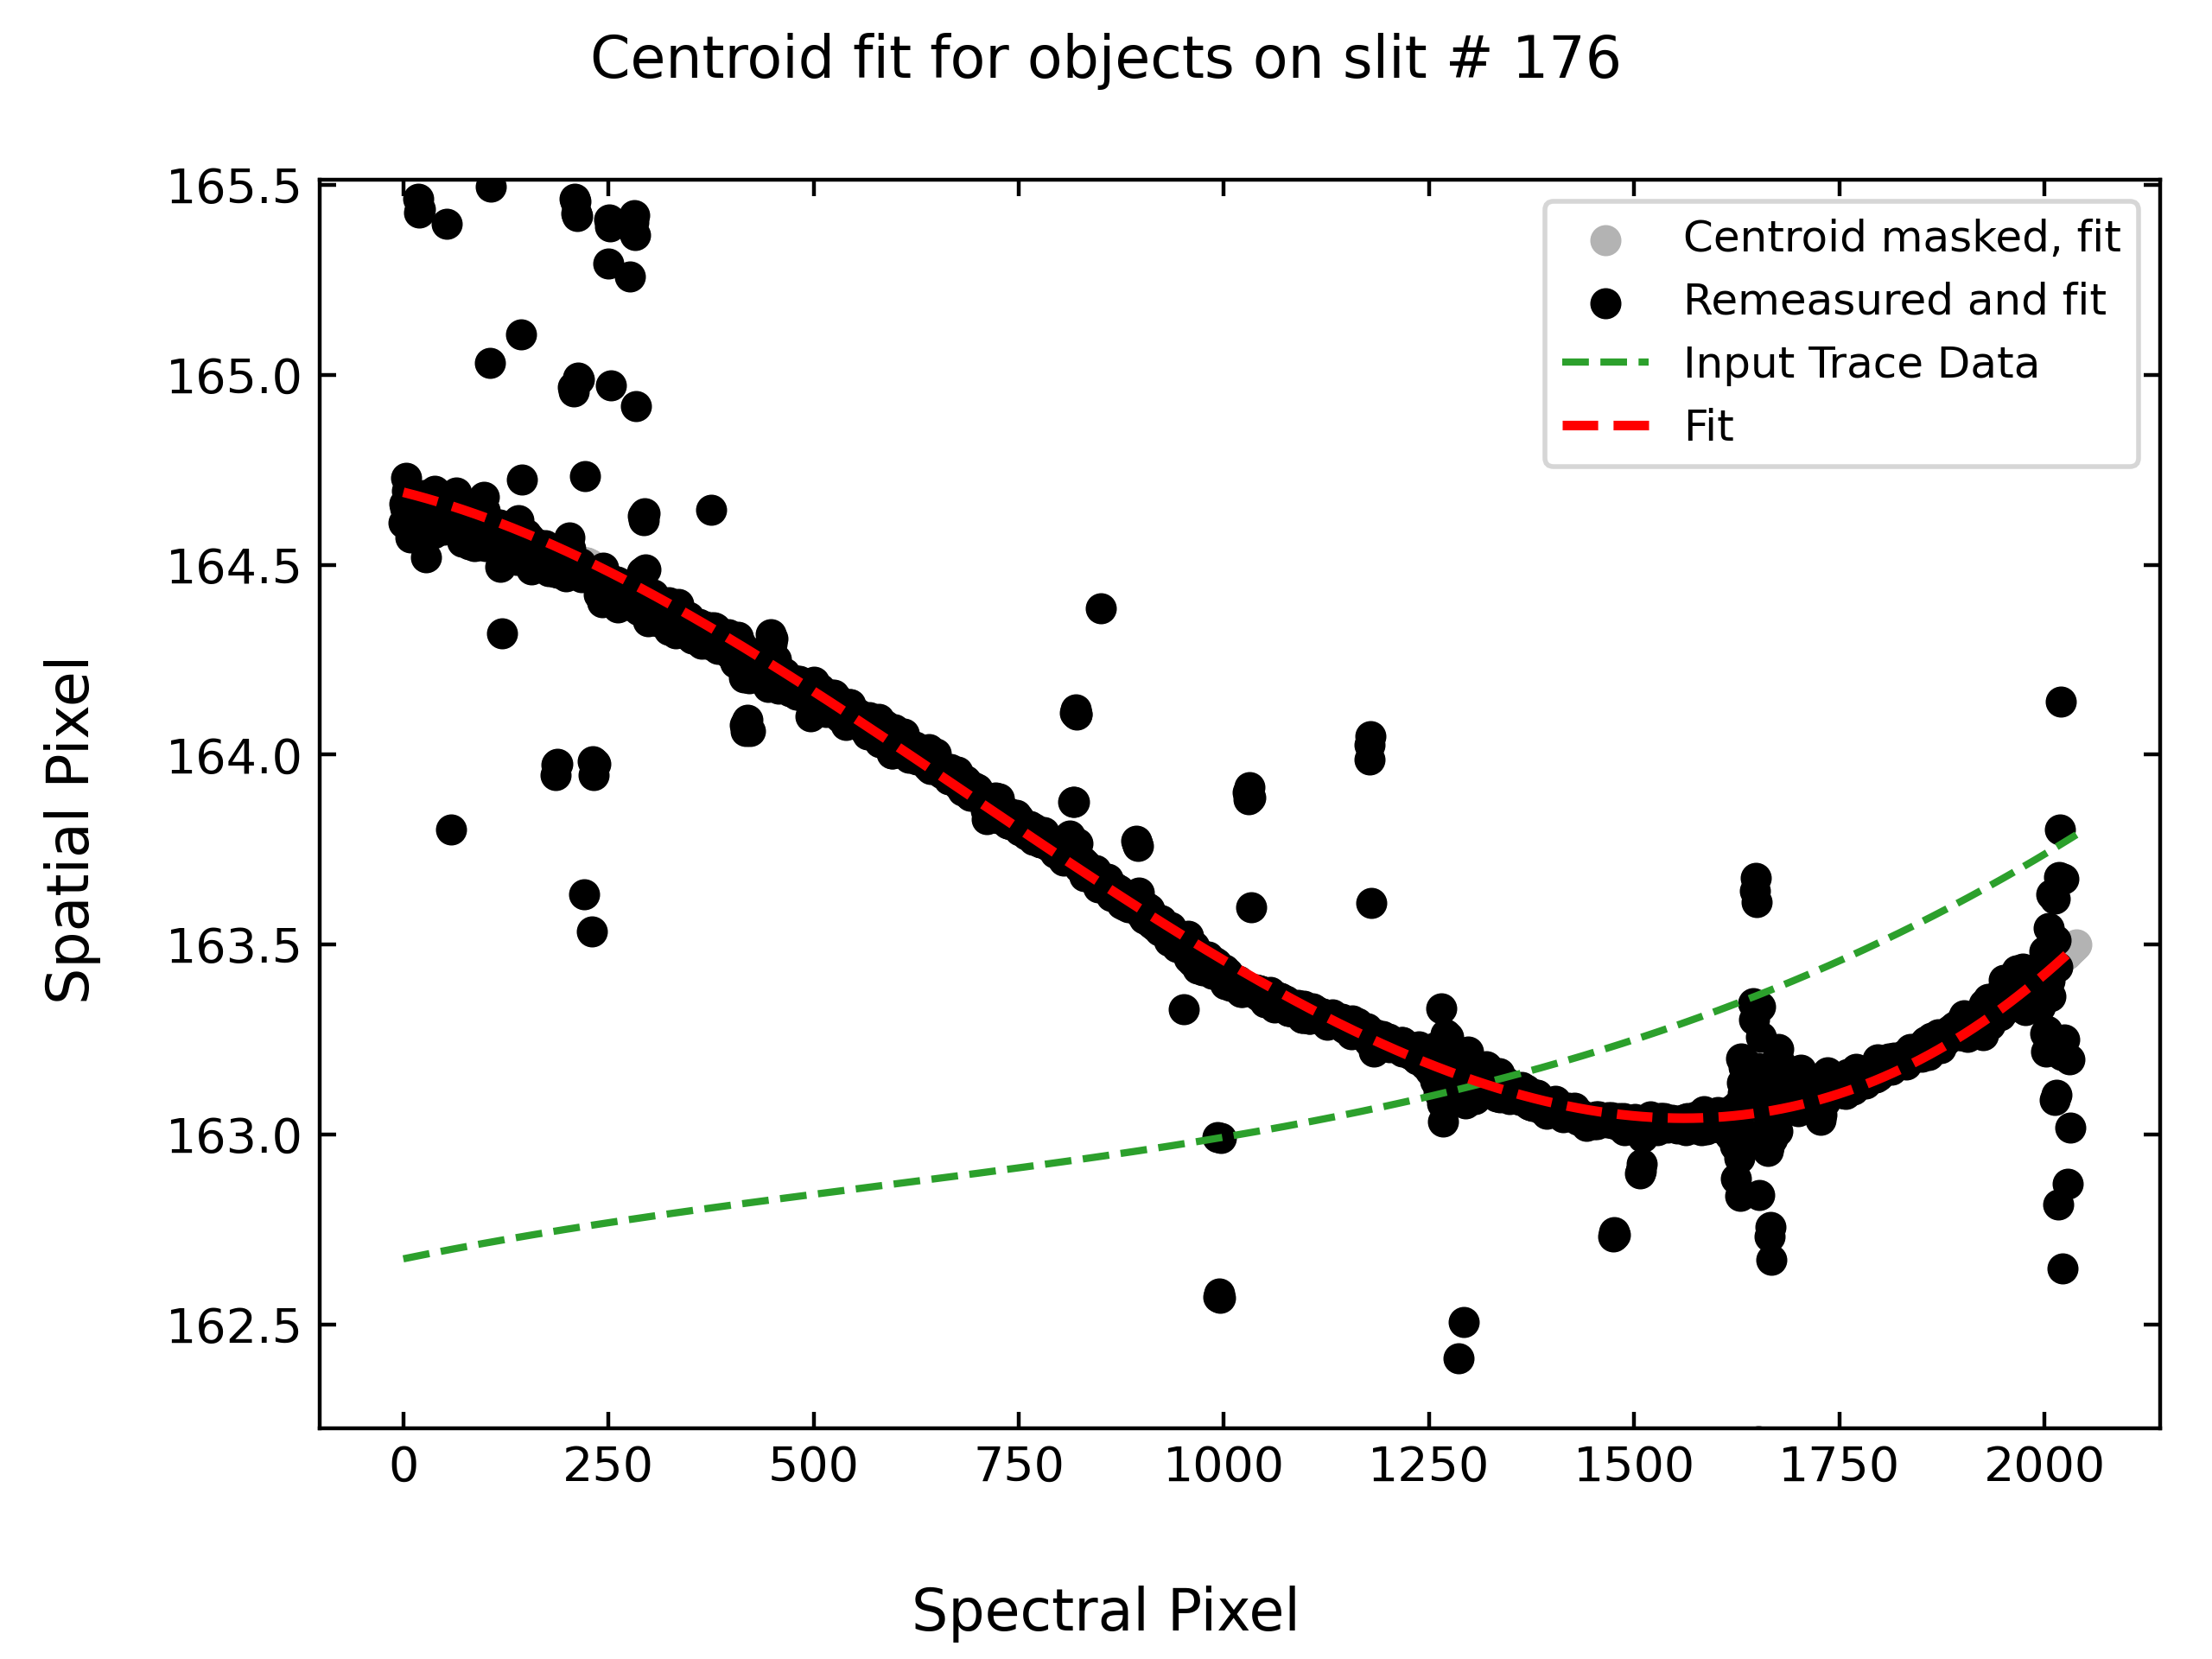 Centroid fit for objects on slit # 176
165.5
165.0
164.5
164.0
163.5
163.0
162.5
Spatial Pixel
Centroid masked, fit
Remeasured and fit
Input Trace Data
Fit
0 250 500 750 1000 1250 1500 1750 2000
Spectral Pixel